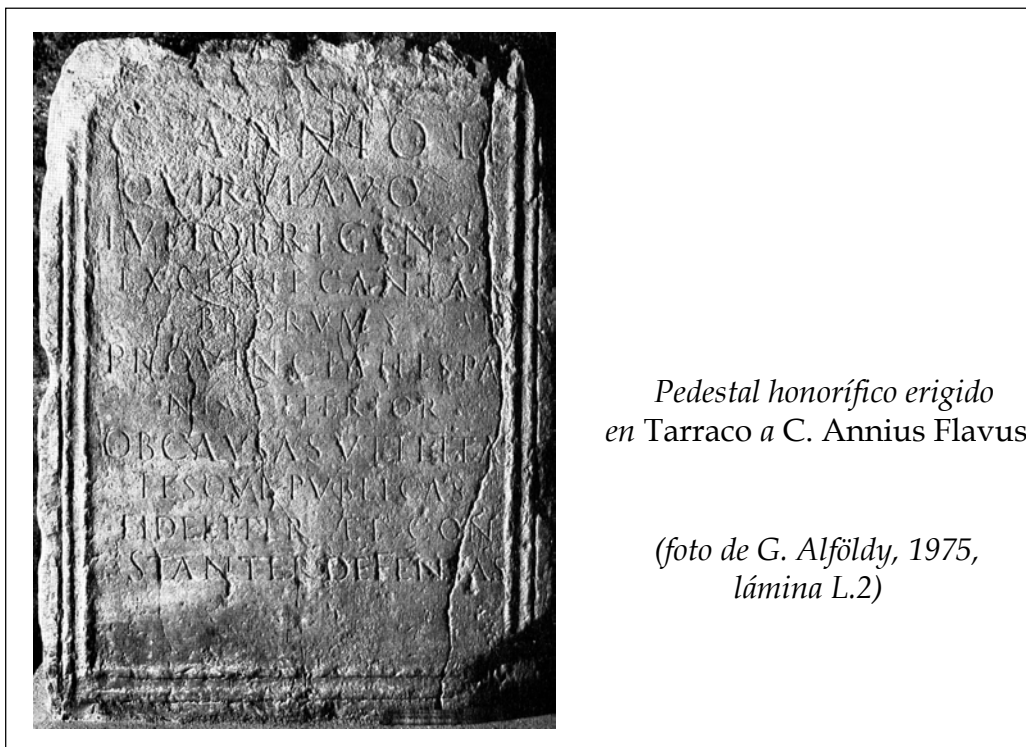 C ANNIO L
QVIR FLAVO
IVLIOBRIGENS
EX GENTE CANTA
BRORVM
PROVINCIA HISPA
NIA CITERIOR
OB CAVSAS VTILITA
TESQVE PVBLICAS
FIDELITER ET CON
STANTER DEFENSAS
Pedestal honorífico erigido
en Tarraco a C. Annius Flavus
(foto de G. Alföldy, 1975,
lámina L.2)